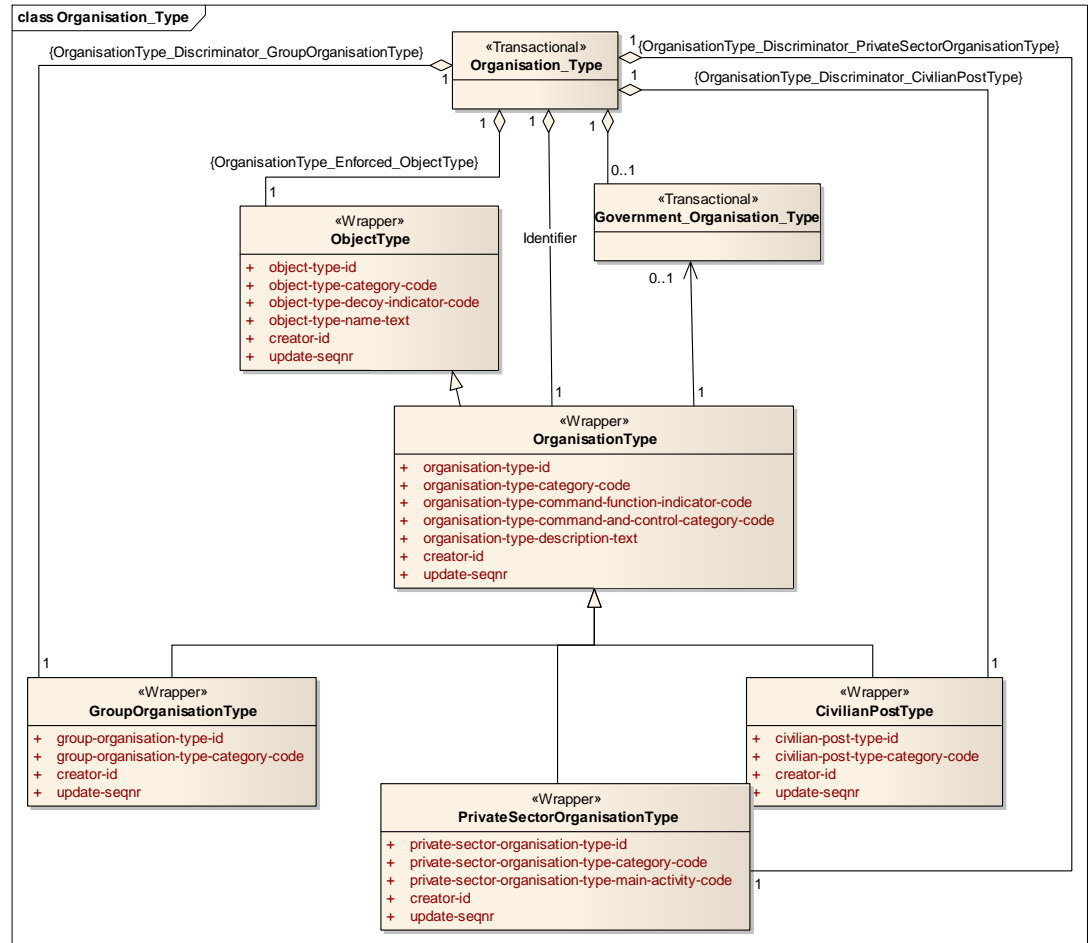 class Organisation_Type
{OrganisationType_Discriminator_GroupOrganisationType}
1
«Transactional»
Organisation_Type
1
{OrganisationType_Discriminator_PrivateSectorOrganisationType}
1
{OrganisationType_Discriminator_CivilianPostType}
1
1
1
{OrganisationType_Enforced_ObjectType}
1
0..1
«Transactional»
Government_Organisation_Type
«Wrapper»
ObjectType
+ object-type-id
+ object-type-category-code
+ object-type-decoy-indicator-code
+ object-type-name-text
+ creator-id
+ update-seqnr
Identifier
0..1
1
1
«Wrapper»
OrganisationType
+ organisation-type-id
+ organisation-type-category-code
+ organisation-type-command-function-indicator-code
+ organisation-type-command-and-control-category-code
+ organisation-type-description-text
+ creator-id
+ update-seqnr
1
«Wrapper»
GroupOrganisationType
+ group-organisation-type-id
+ group-organisation-type-category-code
+ creator-id
+ update-seqnr
1
«Wrapper»
CivilianPostType
+ civilian-post-type-id
+ civilian-post-type-category-code
+ creator-id
+ update-seqnr
«Wrapper»
PrivateSectorOrganisationType
+ private-sector-organisation-type-id
+ private-sector-organisation-type-category-code
+ private-sector-organisation-type-main-activity-code
+ creator-id
+ update-seqnr
1